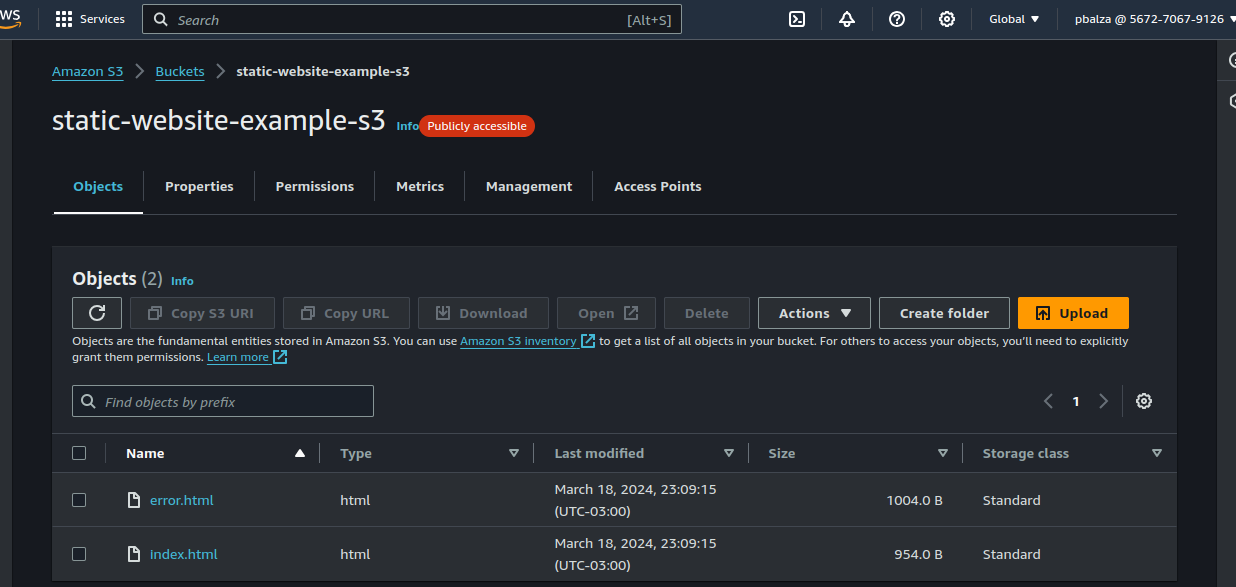 aws Services Search [Alt+S] Global pbalza @ 5672-7067-9126
Amazon S3 Buckets static-website-example-s3
static-website-example-s3 Info Publicly accessible
Objects Properties Permissions Metrics Management Access Points
Objects (2) Info
Copy S3 URI Copy URL Download Open Delete Actions Create folder Upload
Objects are the fundamental entities stored in Amazon S3. You can use Amazon S3 inventory to get a list of all objects in your bucket. For others to access your objects, you'll need to explicitly
grant them permissions. Learn more
Find objects by prefix 1
Name Type Last modified Size Storage class
error.html html March 18, 2024, 23:09:15 1004.0 B Standard
(UTC-03:00)
index.html html March 18, 2024, 23:09:15 954.0 B Standard
(UTC-03:00)